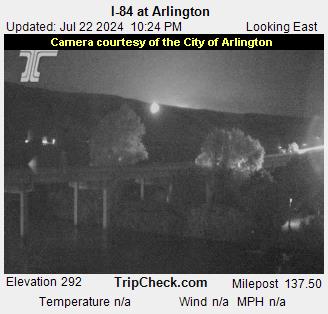 I-84 at Arlington
Updated: Jul 22 2024 10:24 PM Looking East
Camera courtesy of the City of Arlington
Elevation 292 TripCheck.com Milepost 137.50
Temperature n/a Wind n/a MPH n/a